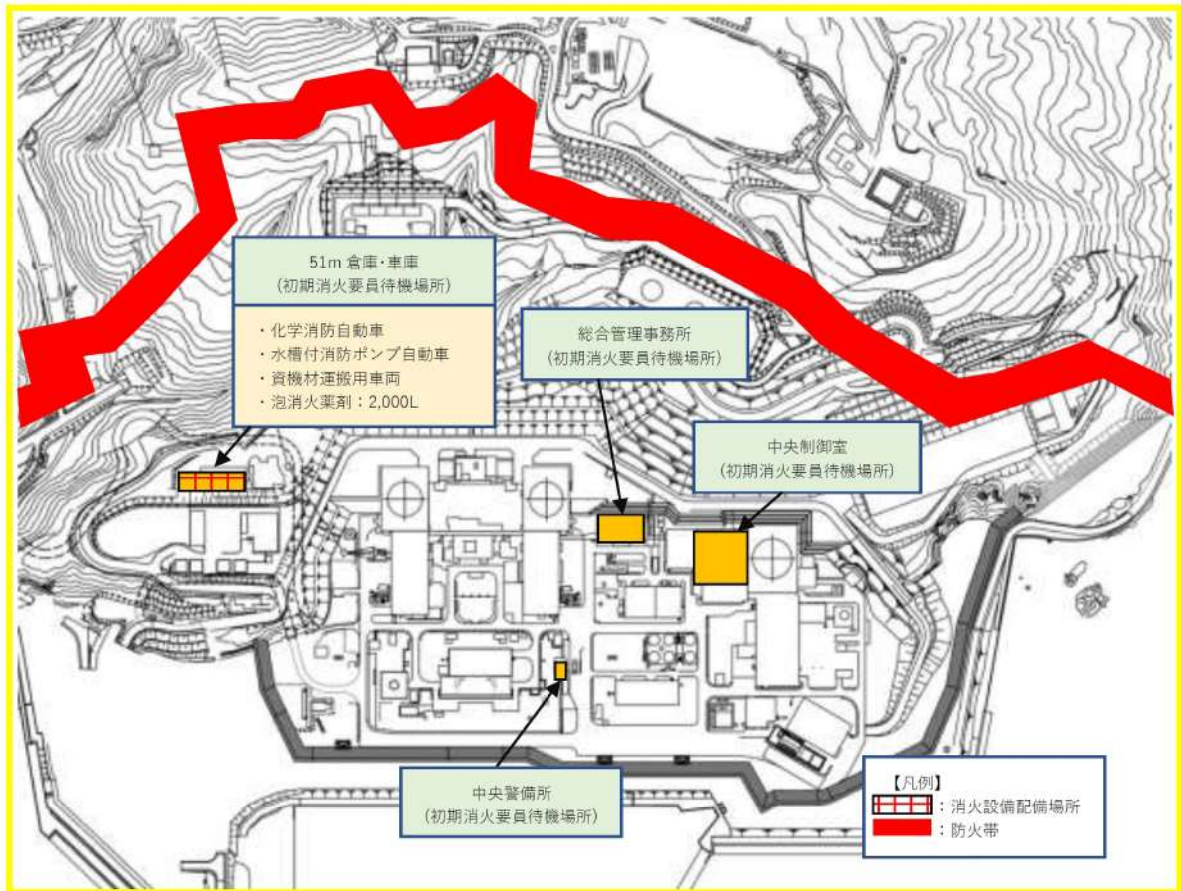 51m 倉庫・車庫
(初期消火要員待機場所)
・化学消防自動車
・水槽付消防ポンプ自動車
・資機材運搬用車両
・泡消火薬剤：2,000L
総合管理事務所
(初期消火要員待機場所)
中央制御室
(初期消火要員待機場所)
中央警備所
(初期消火要員待機場所)
【凡例】
：消火設備配備場所
：防火帯